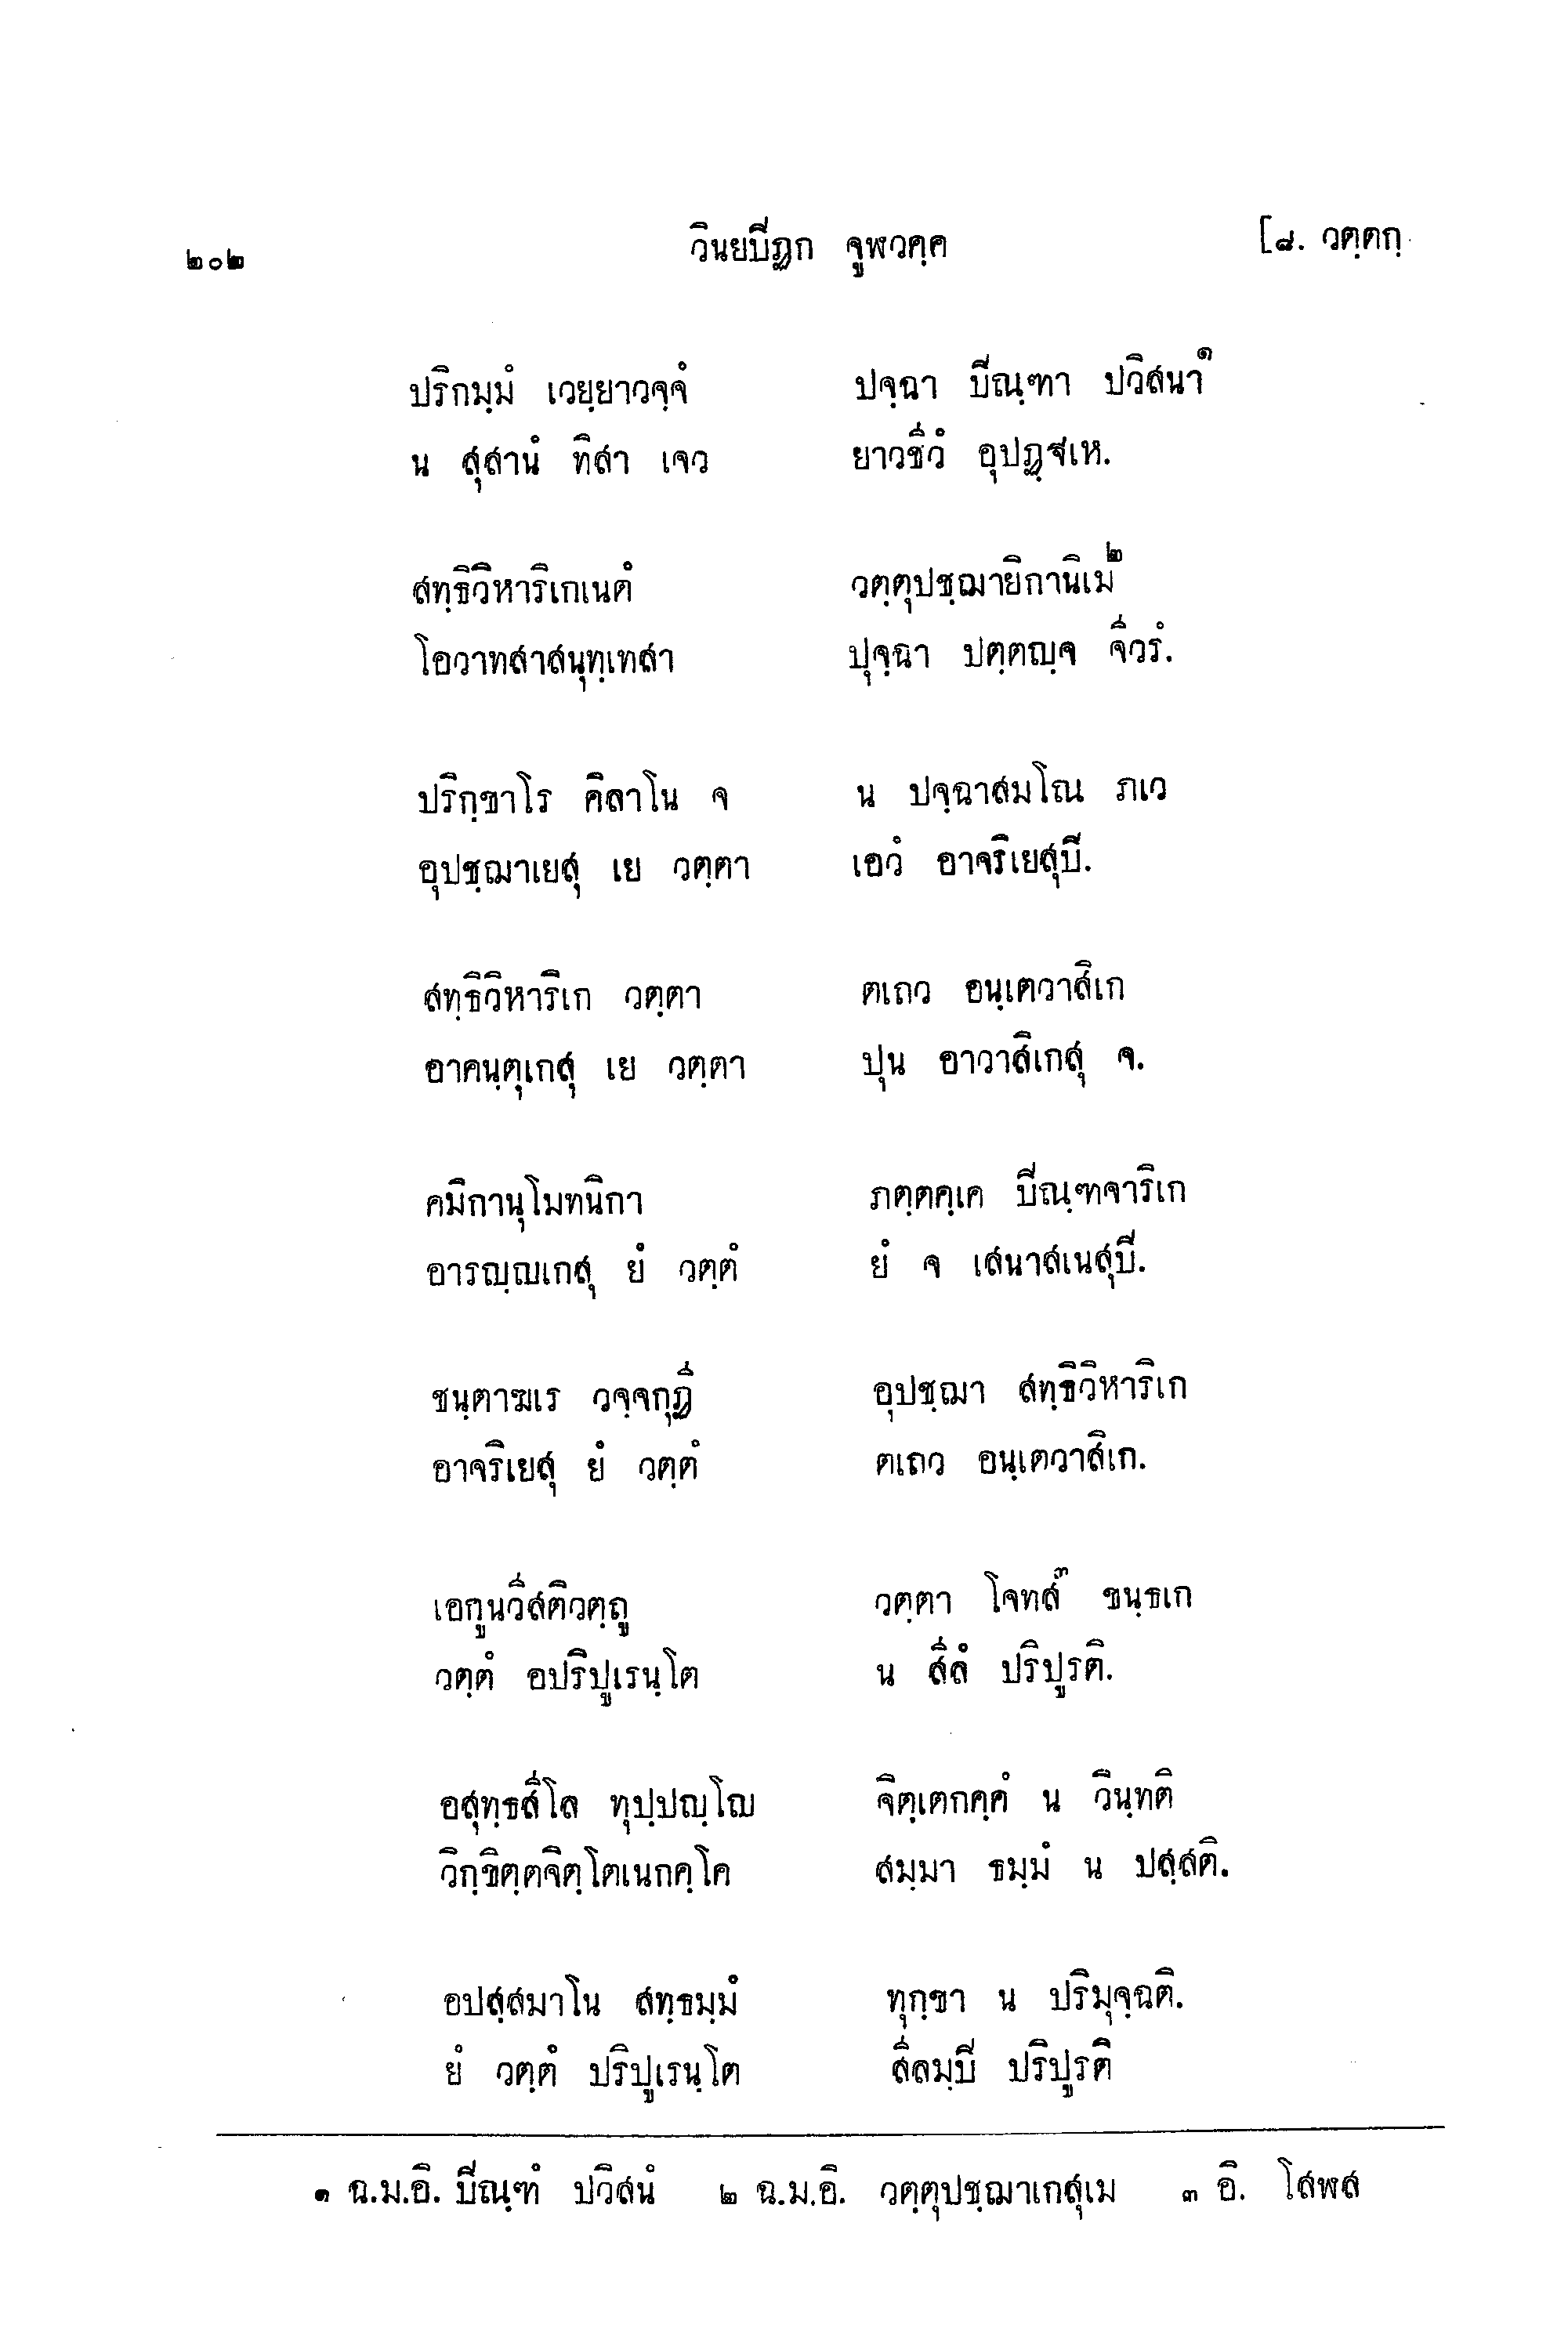 ๒๐๒ วินยปิฏก จูฬวคฺค [๘. วตฺตกฺ
ปริกมฺมํ เวยฺยาวจฺจํ ปจฺฉา ปิณฺฑา ปวิสนา๑
น สุสานํ ทิสา เจว ยาวชีวํ อุปฏฺฐเห.
สทฺธิวิหาริเกเนตํ วตฺตุปชฺฌายิกานิเม๒
โอวาทสาสนุทฺเทสา ปุจฺฉา ปตฺตญฺจ จีวรํ.
ปริกฺขาโร คิลาโน จ น ปจฺฉาสมโณ ภเว
อุปชฺฌาเยสุ เย วตฺตา เอวํ อาจริเยสุปิ.
สทฺธิวิหาริเก วตฺตา ตเถว อนฺเตวาสิเก
อาคนฺตุเกสุ เย วตฺตา ปุน อาวาสิเกสุ จ.
คมิกานุโมทนิกา ภตฺตคฺเค ปิณฺฑจาริเก
อารญฺญเกสุ ยํ วตฺตํ ยํ จ เสนาสเนสุปิ.
ชนฺตาฆเร วจฺจกุฏี อุปชฺฌา สทฺธิวิหาริเก
อาจริเยสุ ยํ วตฺตํ ตเถว อนฺเตวาสิเก.
เอกูนวีสติวตฺถู วตฺตา โจทส๓ ขนฺธเก
วตฺตํ อปริปูเรนฺโต น สีลํ ปริปูรติ.
อสุทฺธสีโล ทุปฺปญฺโญ จิตฺเตกคฺคํ น วินฺทติ
วิกฺขิตฺตจิตฺโตเนกคฺโค สมฺมา ธมฺมํ น ปสฺสติ.
อปสฺสมาโน สทฺธมฺมํ ทุกฺขา น ปริมุจฺฉติ.
ยํ วตฺตํ ปริปูเรนฺโต สีลมฺปิ ปริปูรติ
๑ ฉ.ม.อิ. ปิณฺฑํ ปวิสนํ ๒ ฉ.ม.อิ. วตฺตุปชฺฌาเกสุเม ๓ อิ. โสฬส